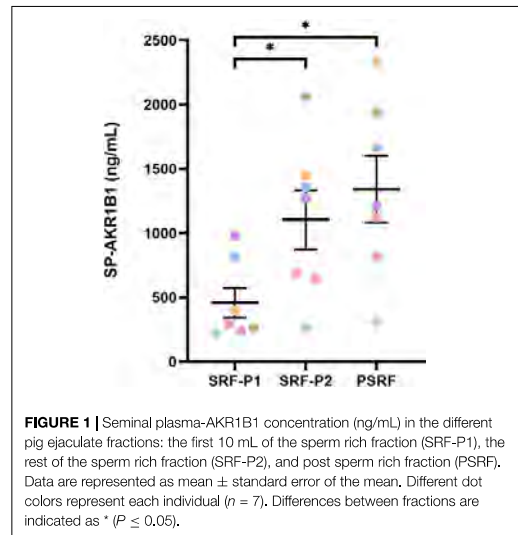 *
*
2500
2000
1500
1000
500
0
SP-AKR1B1 (ng/mL)
SRF-P1 SRF-P2 PSRF
FIGURE 1 | Seminal plasma-AKR1B1 concentration (ng/mL) in the different
pig ejaculate fractions: the first 10 mL of the sperm rich fraction (SRF-P1), the
rest of the sperm rich fraction (SRF-P2), and post sperm rich fraction (PSRF).
Data are represented as mean ± standard error of the mean. Different dot
colors represent each individual (n = 7). Differences between fractions are
indicated as * (P ≤ 0.05).